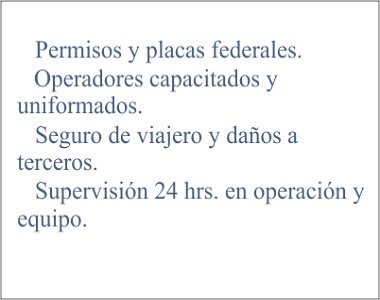 Permisos y placas federales.
Operadores capacitados y
uniformados.
Seguro de viajero y daños a
terceros.
Supervisión 24 hrs. en operación y
equipo.